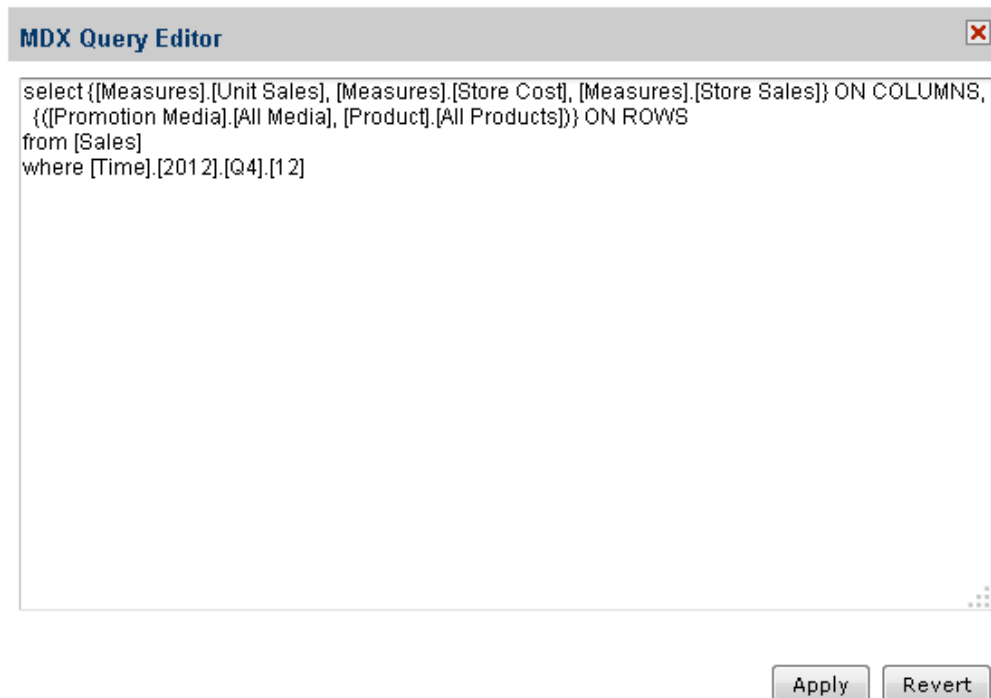 MDX Query Editor
select {[Measures].[Unit Sales], [Measures].[Store Cost], [Measures].[Store Sales]} ON COLUMNS,
{([Promotion Media].[All Media], [Product].[All Products])} ON ROWS
from [Sales]
where [Time].[2012].[Q4].[12]
Apply Revert